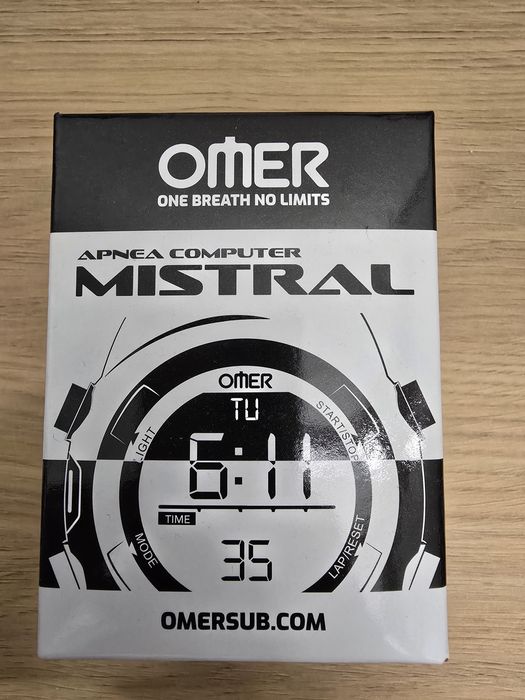 OMER
ONE BREATH NO LIMITS
APNEA COMPUTER
MISTRAL
OMER
TU
LIGHT
START/STOP
6:11
TIME
35
MODE
LAP/RESET
OMERSUB.COM